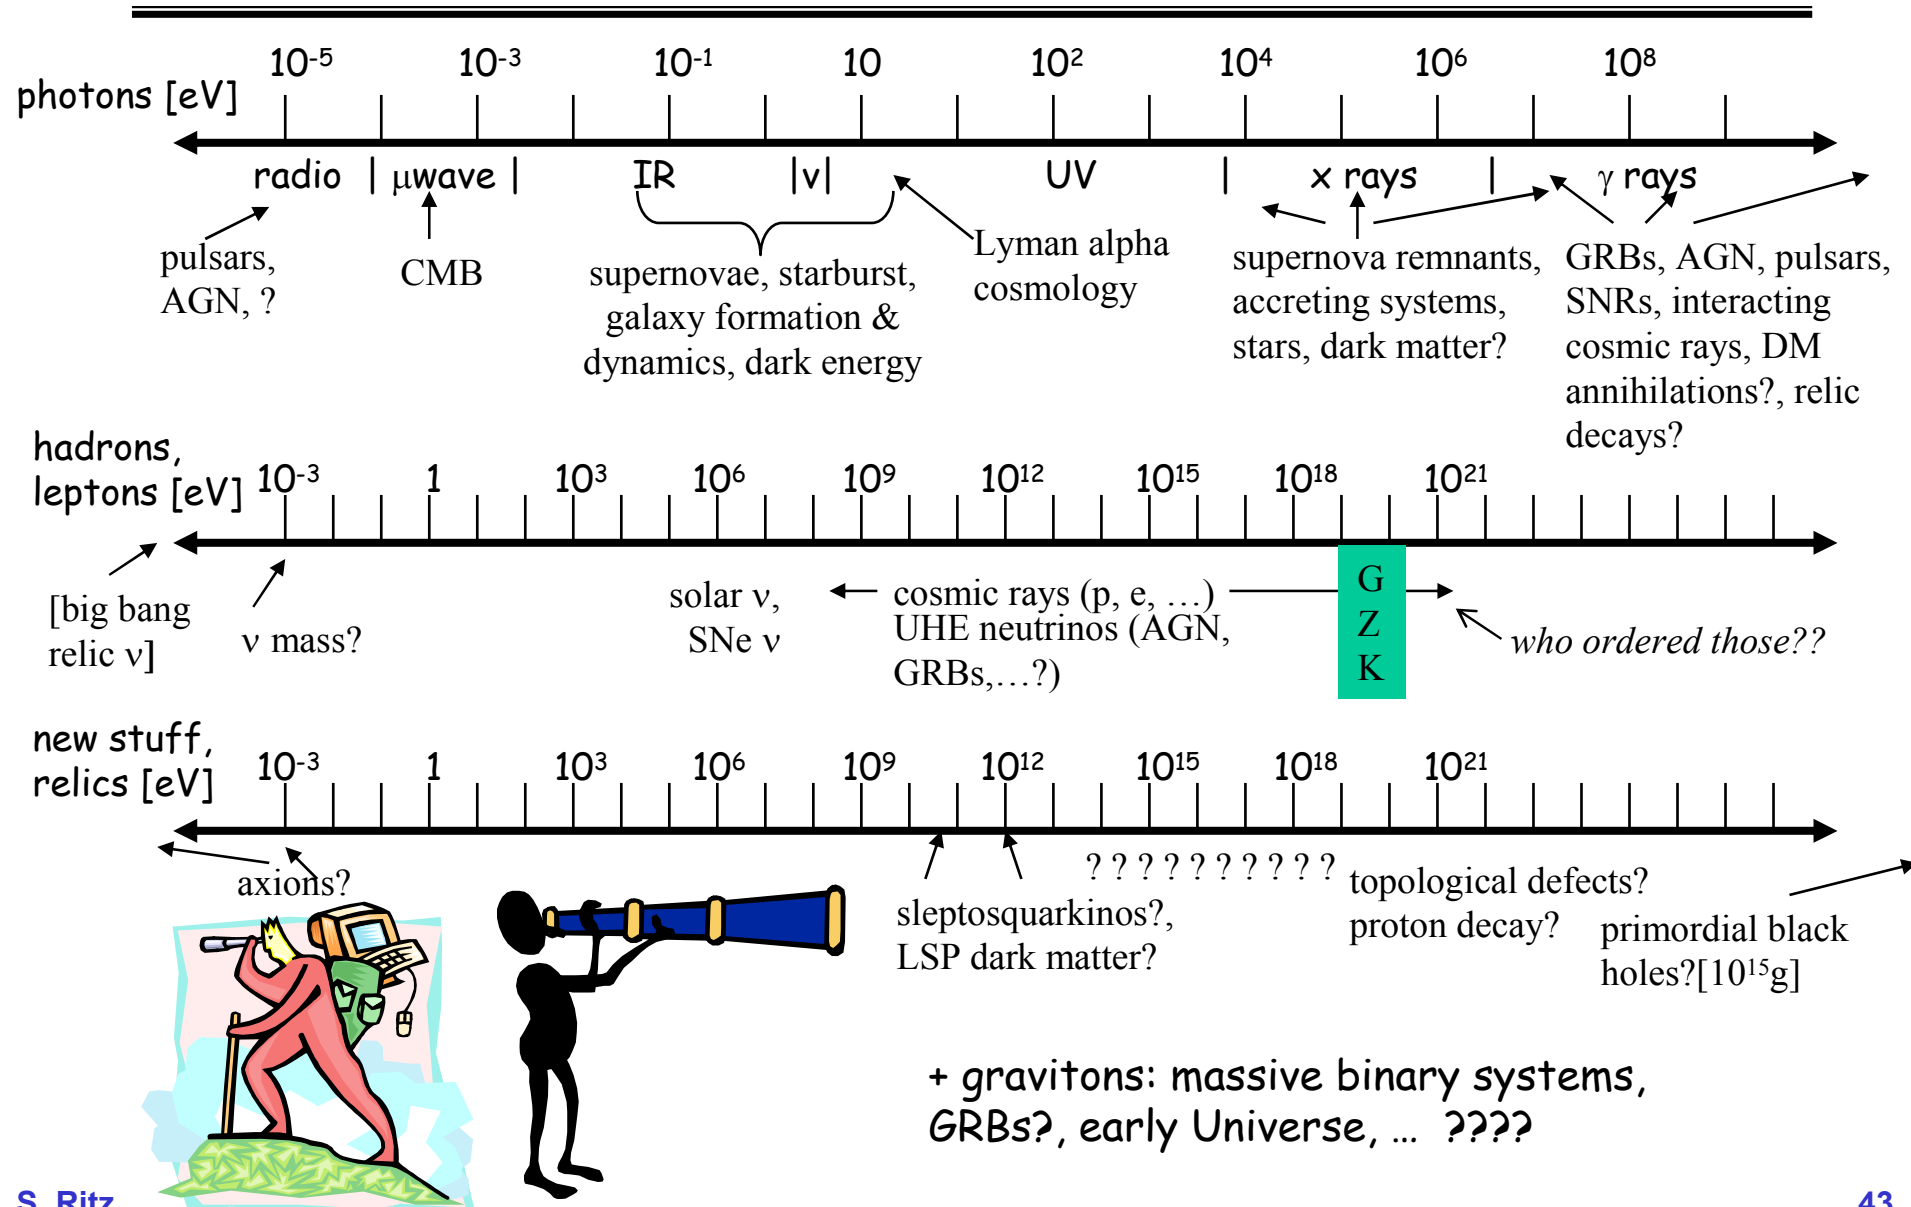 10-5 10-3 10-1 10 10² 10⁴ 10⁶ 10⁸
photons [eV]
radio | μwave | IR |v| UV | x rays | γ rays
pulsars,
AGN, ?
CMB
supernovae, starburst,
galaxy formation &
dynamics, dark energy
Lyman alpha
cosmology
supernova remnants,
accreting systems,
stars, dark matter?
GRBs, AGN, pulsars,
SNRs, interacting
cosmic rays, DM
annihilations?, relic
decays?
hadrons,
leptons [eV]
10-3 1 10³ 10⁶ 10⁹ 10¹² 10¹⁵ 10¹⁸ 10²¹
[big bang
relic ν]
ν mass?
solar ν,
SNe ν
cosmic rays (p, e, …)
UHE neutrinos (AGN,
GRBs,…?)
G
Z
K
who ordered those??
new stuff,
relics [eV]
10-3 1 10³ 10⁶ 10⁹ 10¹² 10¹⁵ 10¹⁸ 10²¹
axions?
sleptosquarkinos?,
LSP dark matter?
? ? ? ? ? ? ? ? ? ?
topological defects?
proton decay?
primordial black
holes?[10¹⁵g]
+ gravitons: massive binary systems,
GRBs?, early Universe, … ????
S. Ritz
43